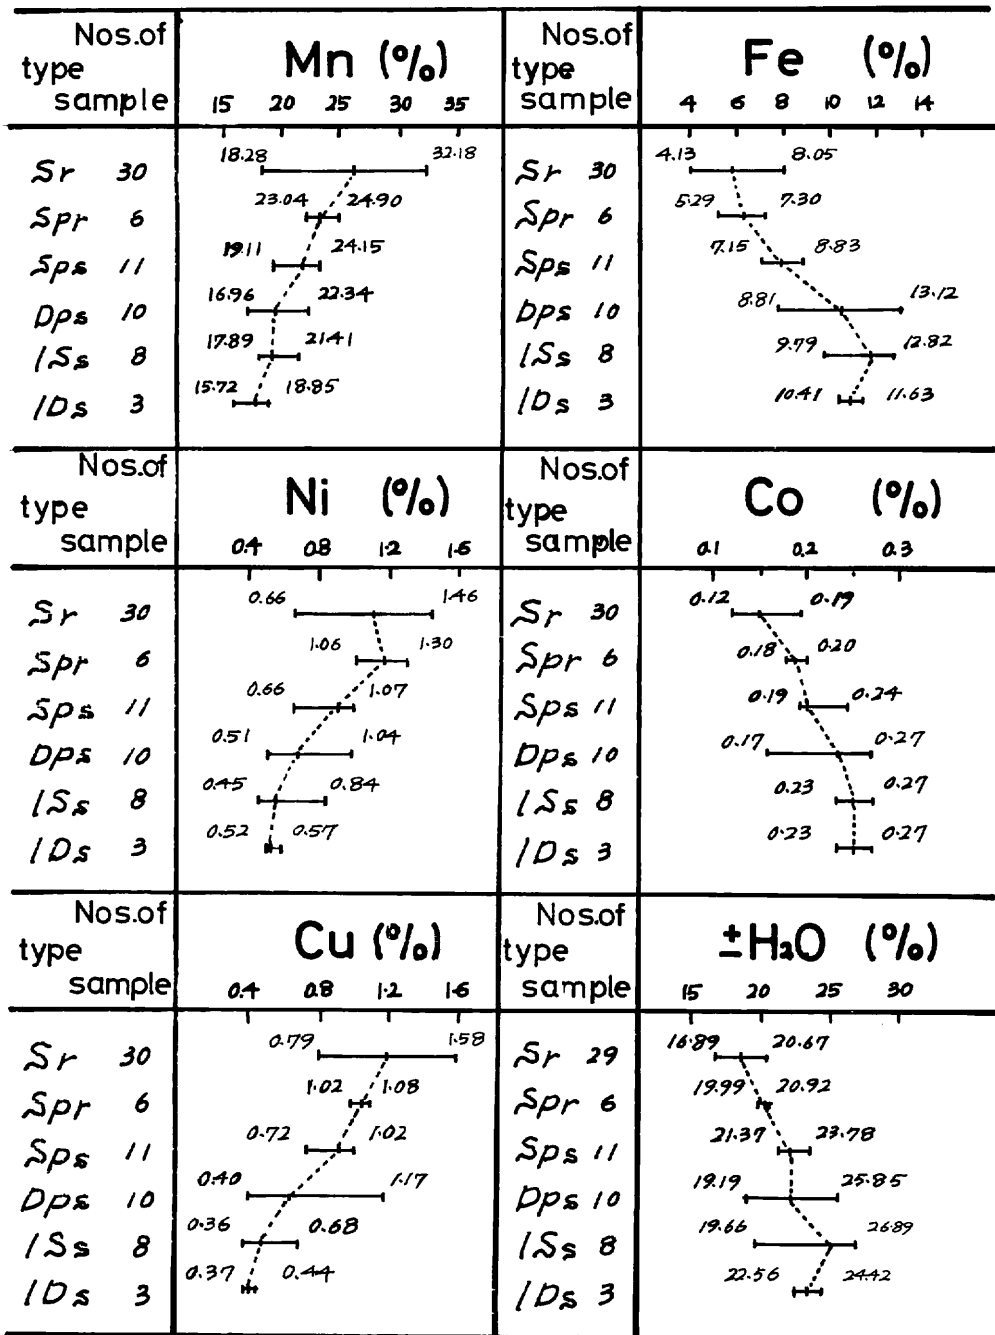 Nos.of
type
sample
Mn (%)
15 20 25 30 35
Sr 30 18.28 32.18
Spr 6 23.04 24.90
Sps 11 19.11 24.15
Dps 10 16.96 22.34
ISs 8 17.89 21.41
IDs 3 15.72 18.85
Nos.of
type
sample
Fe (%)
4 6 8 10 12 14
Sr 30 4.13 8.05
Spr 6 5.29 7.30
Sps 11 7.15 8.83
Dps 10 8.81 13.12
ISs 8 9.79 12.82
IDs 3 10.41 11.63
Nos.of
type
sample
Ni (%)
0.4 0.8 1.2 1.6
Sr 30 0.66 1.46
Spr 6 1.06 1.30
Sps 11 0.66 1.07
Dps 10 0.51 1.04
ISs 8 0.45 0.84
IDs 3 0.52 0.57
Nos.of
type
sample
Co (%)
0.1 0.2 0.3
Sr 30 0.12 0.19
Spr 6 0.18 0.20
Sps 11 0.19 0.24
Dps 10 0.17 0.27
ISs 8 0.23 0.27
IDs 3 0.23 0.27
Nos.of
type
sample
Cu (%)
0.4 0.8 1.2 1.6
Sr 30 0.79 1.58
Spr 6 1.02 1.08
Sps 11 0.72 1.02
Dps 10 0.40 1.17
ISs 8 0.36 0.68
IDs 3 0.37 0.44
Nos.of
type
sample
±H₂O (%)
15 20 25 30
Sr 29 16.89 20.67
Spr 6 19.99 20.92
Sps 11 21.37 23.78
Dps 10 19.19 25.85
ISs 8 19.66 26.89
IDs 3 22.56 24.42